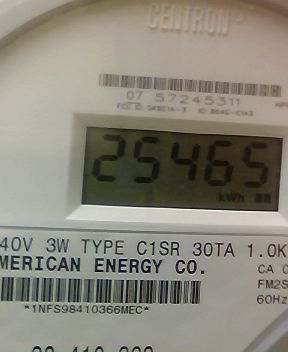 CENTRON®
07 57245311
25465
kWh
40V 3W TYPE C1SR 30TA 1.0K
MERICAN ENERGY CO.
CA 0
FM2S
*1NFS98410366MEC*
60Hz